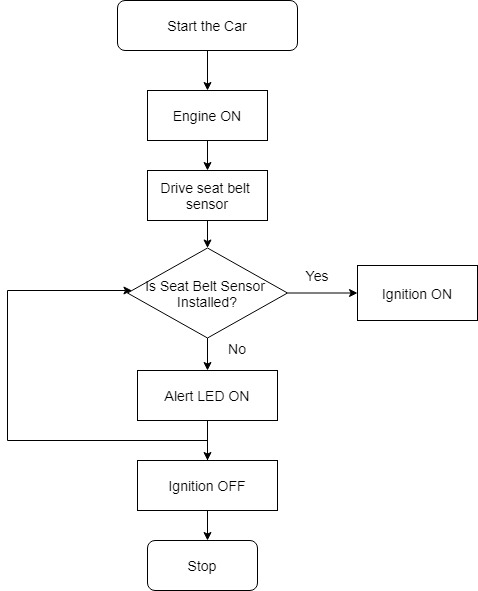 Start the Car
Engine ON
Drive seat belt
sensor
Is Seat Belt Sensor
Installed?
Yes
Ignition ON
No
Alert LED ON
Ignition OFF
Stop